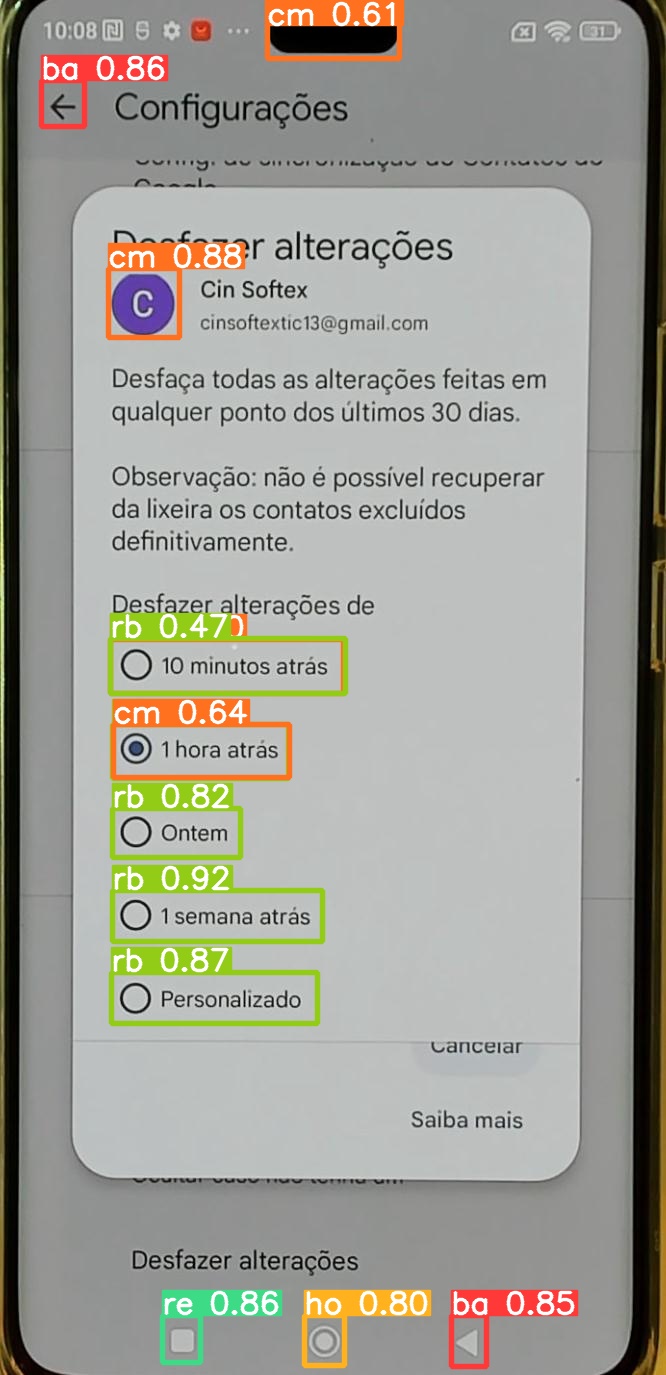 cm 0.61
10:08
31
ba 0.86
Configurações
Desfazer alterações
cm 0.88
C
Cin Softex
cinsoftextic13@gmail.com
Desfaça todas as alterações feitas em
qualquer ponto dos últimos 30 dias.
Observação: não é possível recuperar
da lixeira os contatos excluídos
definitivamente.
Desfazer alterações de
rb 0.47
10 minutos atrás
cm 0.64
1 hora atrás
rb 0.82
Ontem
rb 0.92
1 semana atrás
rb 0.87
Personalizado
Cancelar
Saiba mais
Desfazer alterações
re 0.86
ho 0.80
ba 0.85